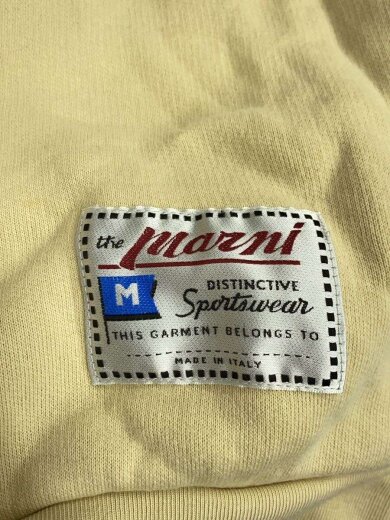 the Marni
M
DISTINCTIVE
Sportswear
THIS GARMENT BELONGS TO
MADE IN ITALY